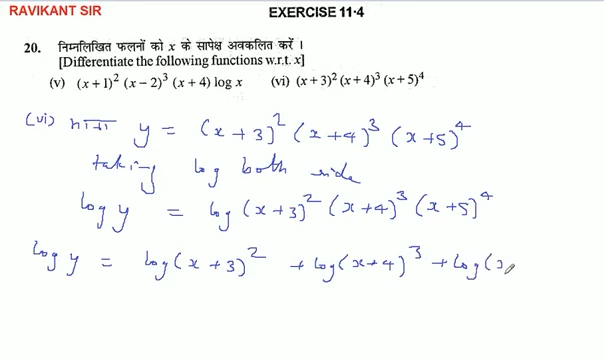 RAVIKANT SIR
EXERCISE 11·4
20. निम्नलिखित फलनों को x के सापेक्ष अवकलित करें ।
[Differentiate the following functions w.r.t. x]
(v) (x + 1)² (x − 2)³ (x + 4) log x (vi) (x + 3)² (x + 4)³ (x + 5)⁴
(vi) माना y = (x + 3)² (x + 4)³ (x + 5)⁴
taking log both side
log y = log (x + 3)² (x + 4)³ (x + 5)⁴
log y = log (x + 3)² + log (x + 4)³ + log (